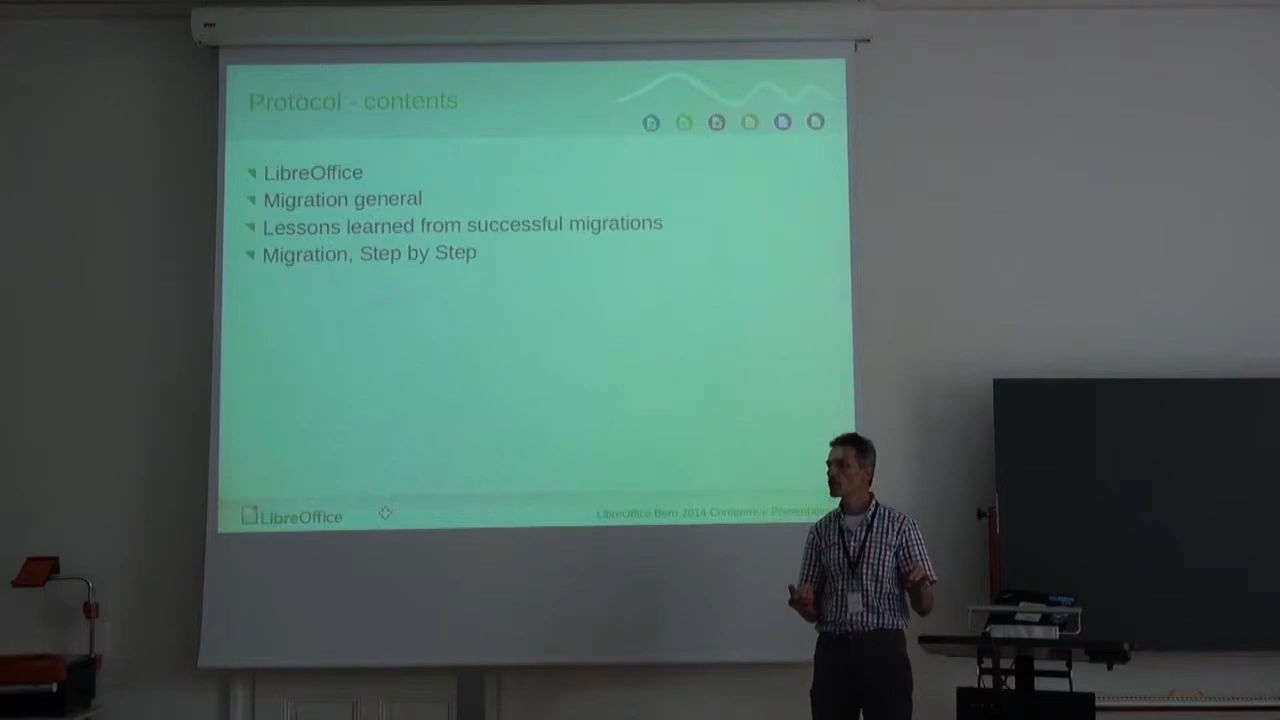 Protocol - contents
LibreOffice
Migration general
Lessons learned from successful migrations
Migration, Step by Step
LibreOffice
LibreOffice Bern 2014 Conference Presentation